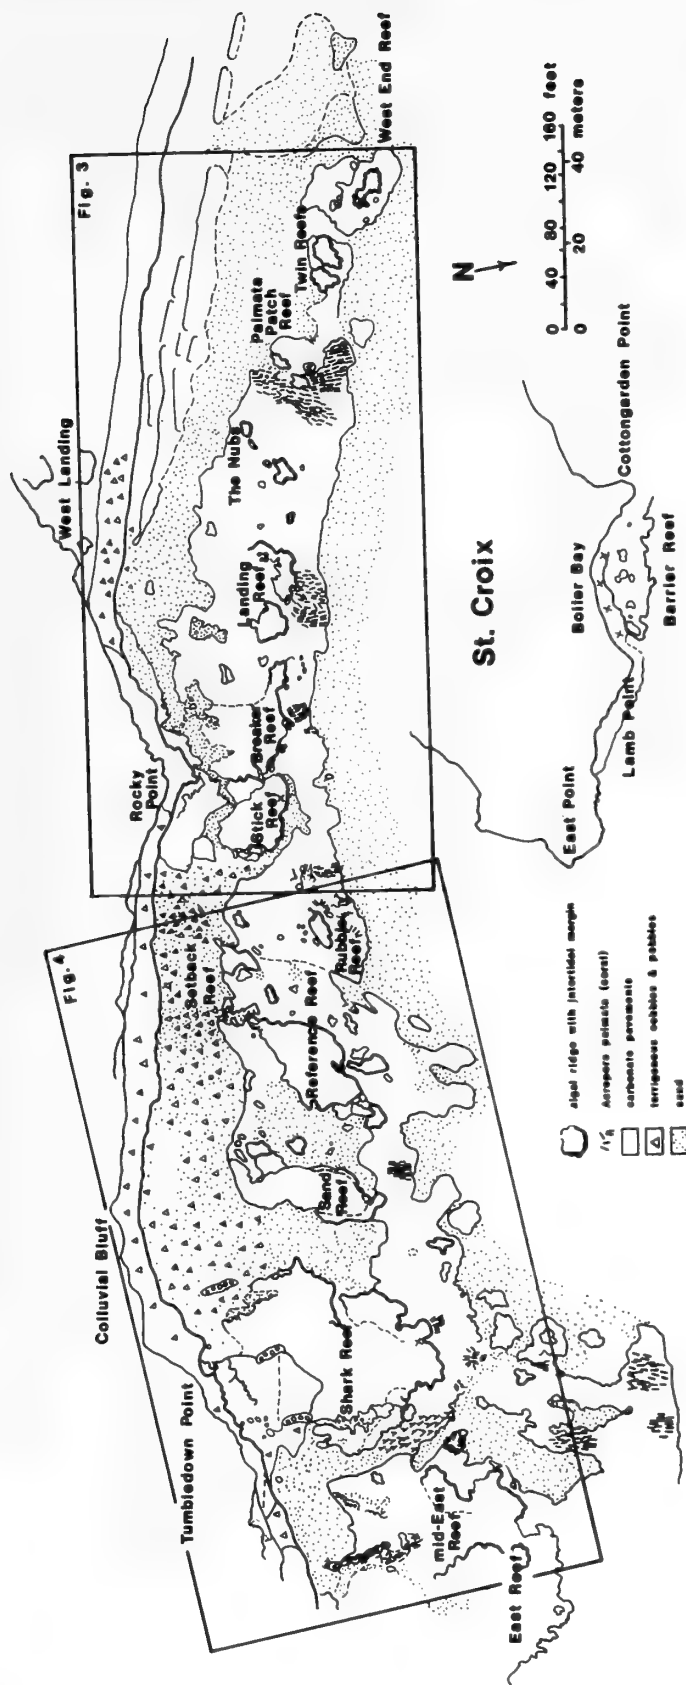 Fig. 4
Fig. 3
Tumbledown Point
Colluvial Bluff
Rocky
Point
West Landing
East Reef
mid-East
Reef
Shark Reef
Sand
Reef
Reference Reef
Setback
Reef
Rubble
Reef
Stick
Reef
Breaker
Reef
Landing
Reef
The Nubs
Palmata
Patch
Reef
Twin Reefs
West End Reef
algal ridge with intertidal margin
Acropora palmata (coral)
carbonate pavements
terrigenous cobbles & pebbles
sand
St. Croix
East Point
Lamb Point
Boiler Bay
Barrier Reef
Cottongarden Point
N
0 40 80 120 160 feet
0 20 40 meters